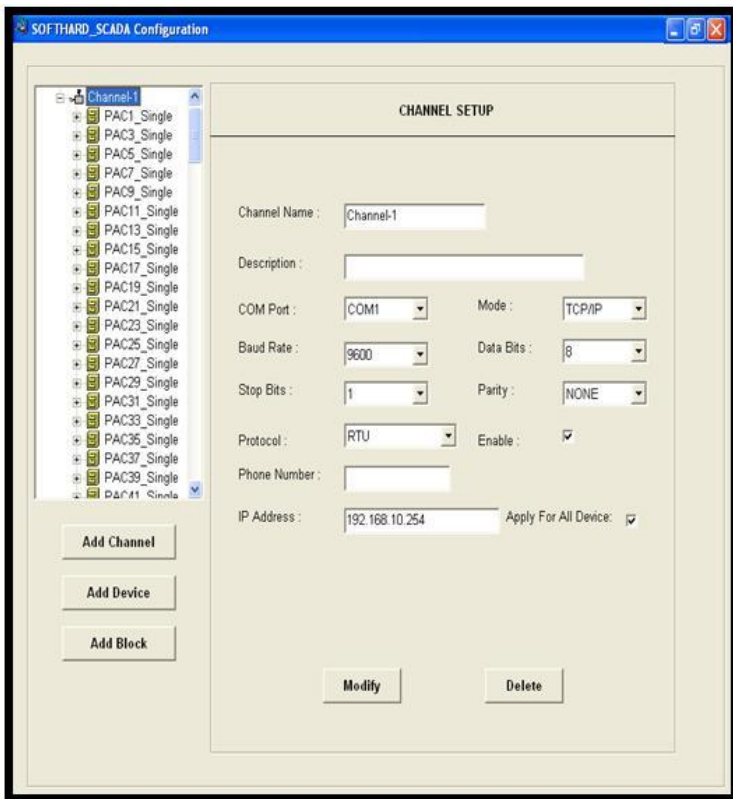 SOFTHARD_SCADA Configuration
Channel-1
PAC1_Single
PAC3_Single
PAC5_Single
PAC7_Single
PAC9_Single
PAC11_Single
PAC13_Single
PAC15_Single
PAC17_Single
PAC19_Single
PAC21_Single
PAC23_Single
PAC25_Single
PAC27_Single
PAC29_Single
PAC31_Single
PAC33_Single
PAC35_Single
PAC37_Single
PAC39_Single
PAC41_Single
Add Channel
Add Device
Add Block
CHANNEL SETUP
Channel Name : Channel-1
Description :
COM Port : COM1 Mode : TCP/IP
Baud Rate : 9600 Data Bits : 8
Stop Bits : 1 Parity : NONE
Protocol : RTU Enable :
Phone Number :
IP Address : 192.168.10.254 Apply For All Device:
Modify Delete